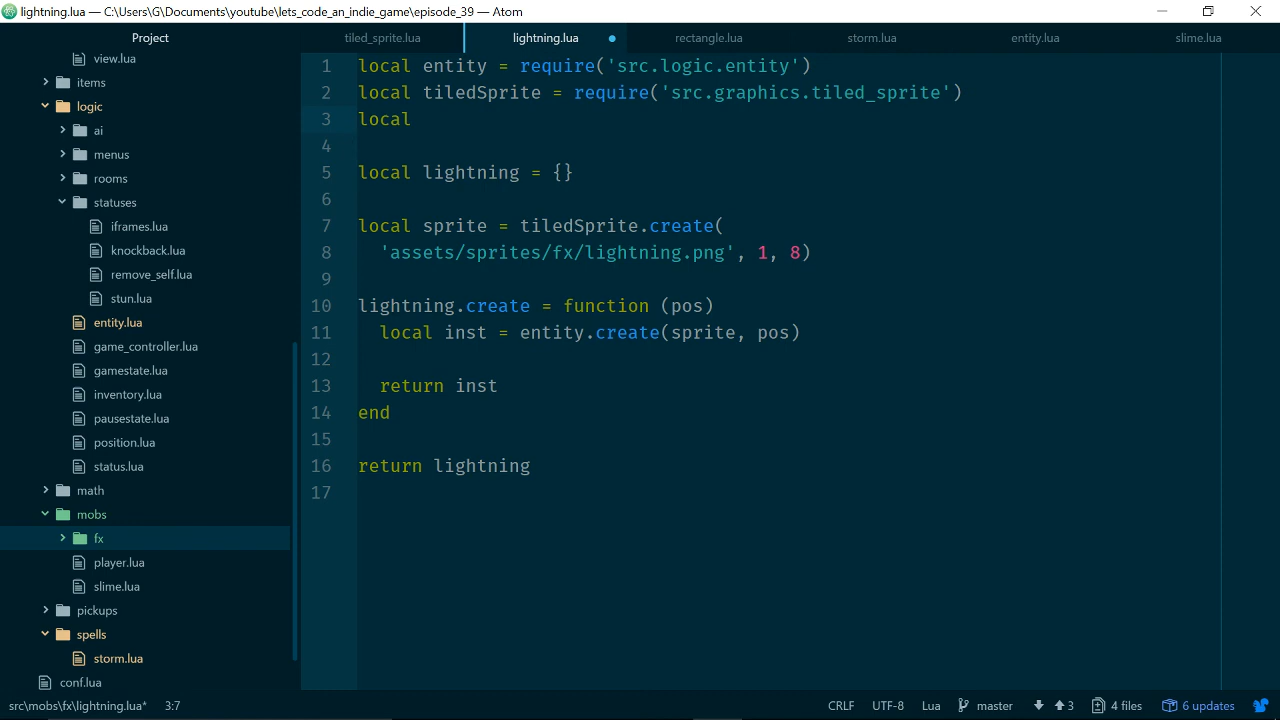 lightning.lua — C:\Users\G\Documents\youtube\lets_code_an_indie_game\episode_39 — Atom
Project
tiled_sprite.lua
lightning.lua
rectangle.lua
storm.lua
entity.lua
slime.lua
view.lua
items
logic
ai
menus
rooms
statuses
iframes.lua
knockback.lua
remove_self.lua
stun.lua
entity.lua
game_controller.lua
gamestate.lua
inventory.lua
pausestate.lua
position.lua
status.lua
math
mobs
fx
player.lua
slime.lua
pickups
spells
storm.lua
conf.lua
1 local entity = require('src.logic.entity')
2 local tiledSprite = require('src.graphics.tiled_sprite')
3 local
4
5 local lightning = {}
6
7 local sprite = tiledSprite.create(
8 'assets/sprites/fx/lightning.png', 1, 8)
9
10 lightning.create = function (pos)
11 local inst = entity.create(sprite, pos)
12
13 return inst
14 end
15
16 return lightning
17
src\mobs\fx\lightning.lua* 3:7 CRLF UTF-8 Lua master 3 4 files 6 updates